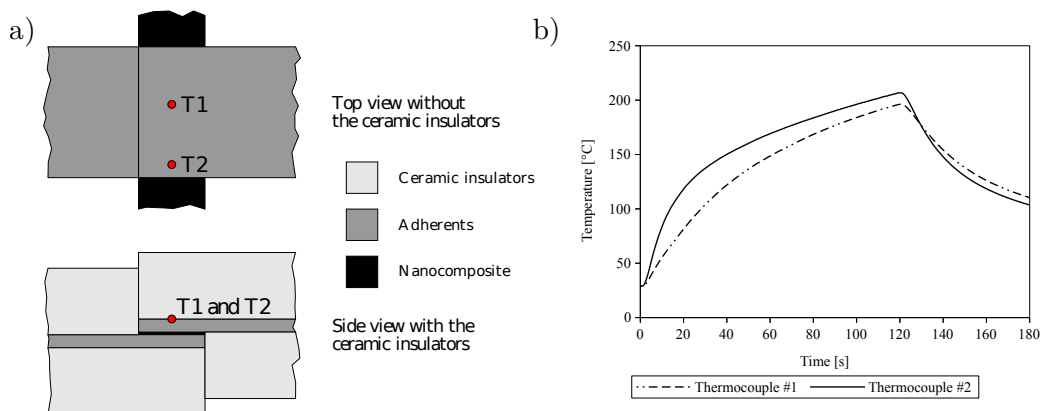 a)
T1
T2
Top view without
the ceramic insulators
Ceramic insulators
Adherents
Nanocomposite
T1 and T2
Side view with the
ceramic insulators
b)
250
200
150
100
50
0
Temperature [°C]
0 20 40 60 80 100 120 140 160 180
Time [s]
Thermocouple #1 Thermocouple #2